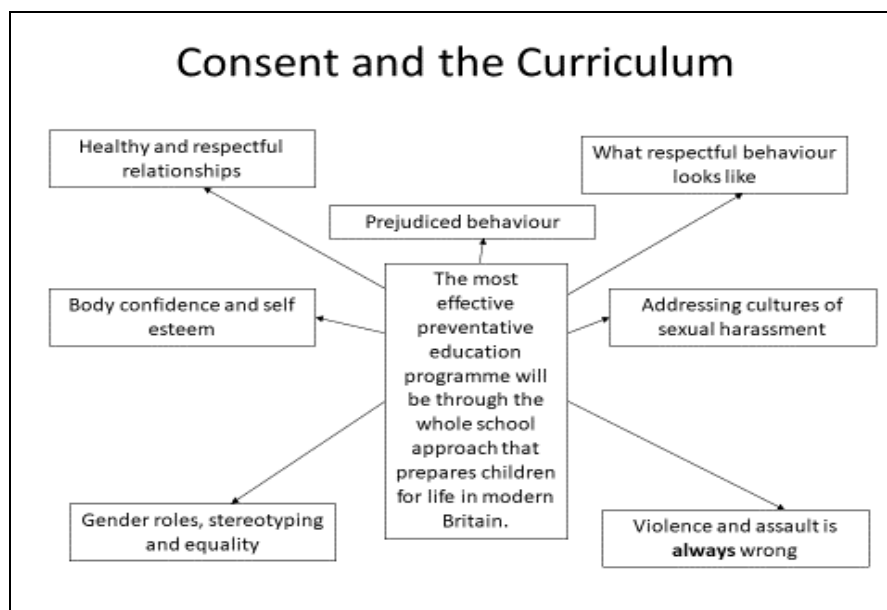 Consent and the Curriculum
Healthy and respectful
relationships
What respectful behaviour
looks like
Prejudiced behaviour
Body confidence and self
esteem
The most
effective
preventative
education
programme will
be through the
whole school
approach that
prepares children
for life in modern
Britain.
Addressing cultures of
sexual harassment
Gender roles, stereotyping
and equality
Violence and assault is
always wrong